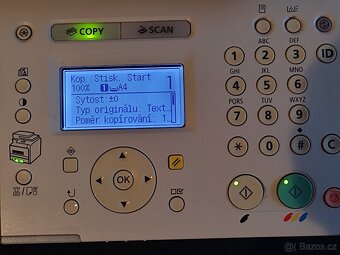 COPY
SCAN
Kop.:Stisk. Start
100% 1 A4
Sytost:±0
Typ originálu: Text...
Poměr kopírování: 1...
OK
ABC
DEF
1
2
3
ID
GHI
JKL
MNO
4
5
6
PQRS
TUV
WXYZ
7
8
9
*
0
#
C
© Bazos.cz